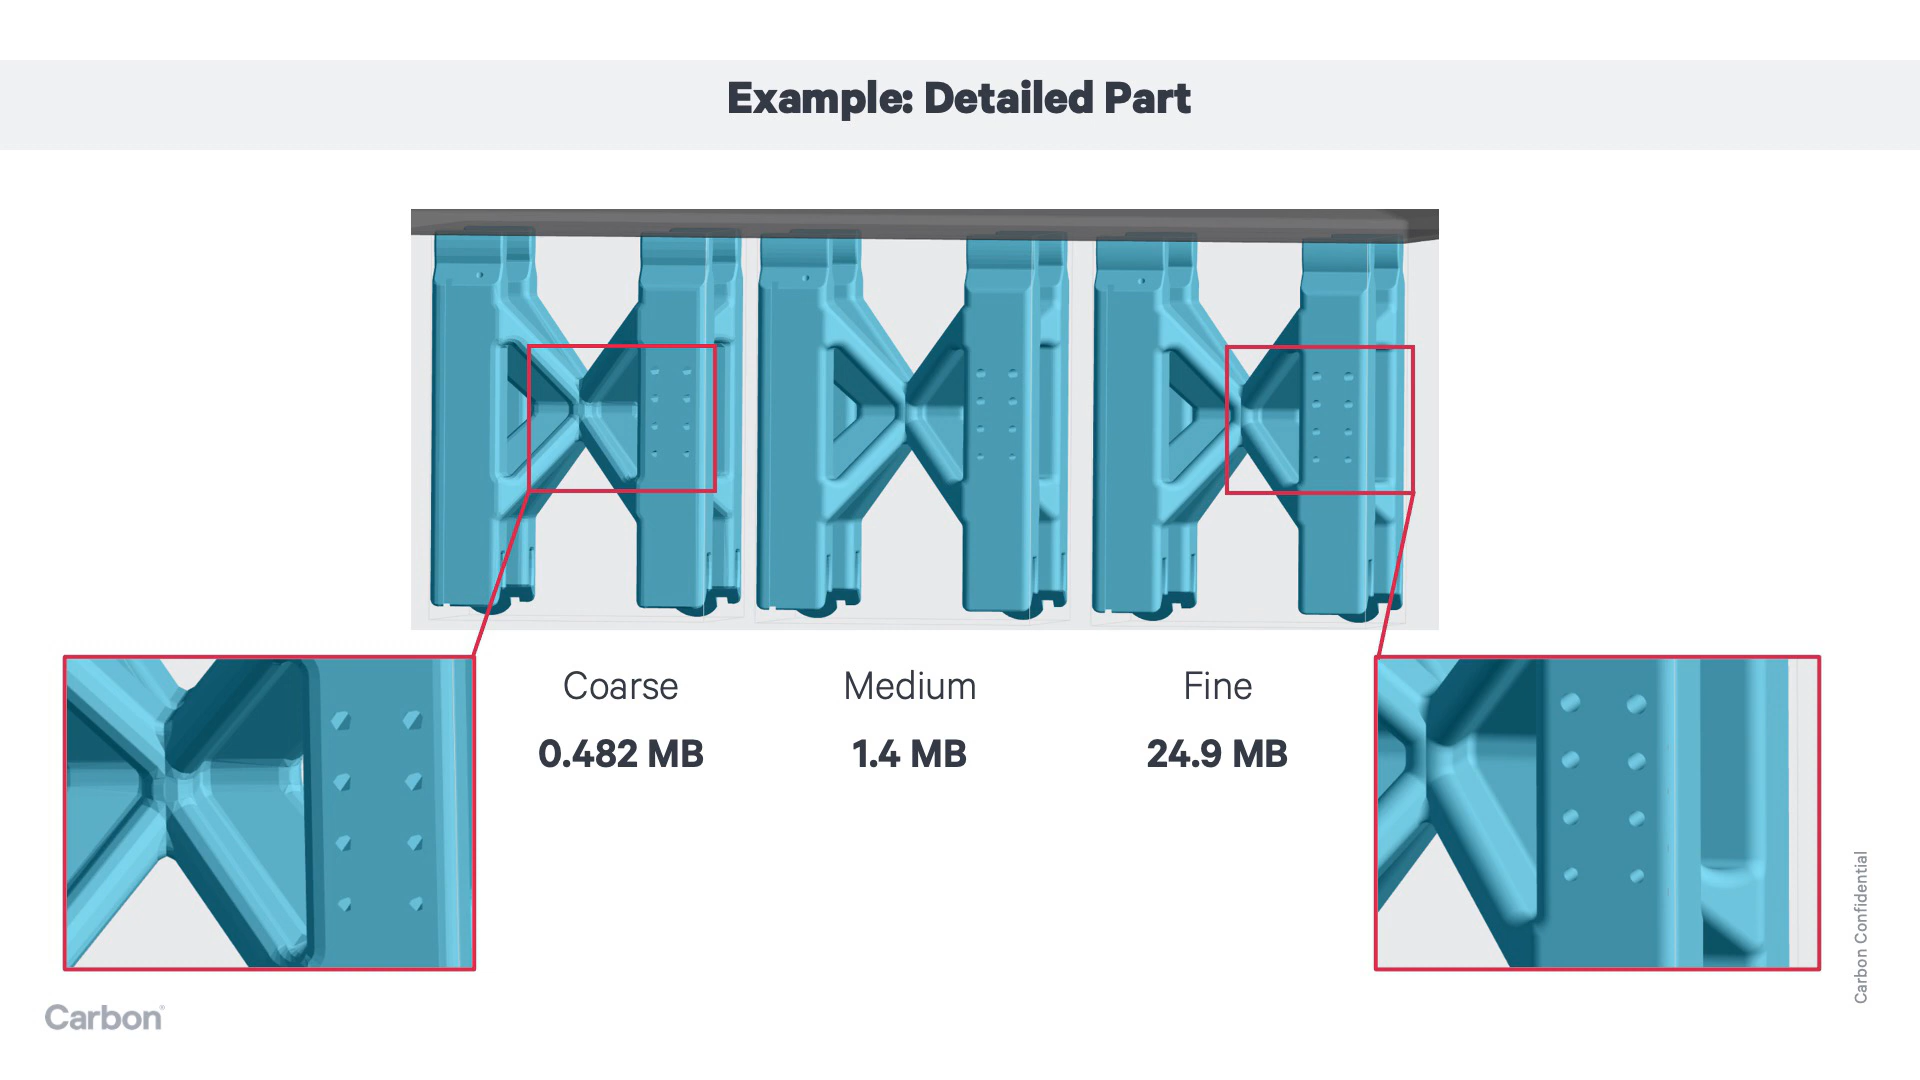 Example: Detailed Part
Coarse
Medium
Fine
0.482 MB
1.4 MB
24.9 MB
Carbon Confidential
Carbon®